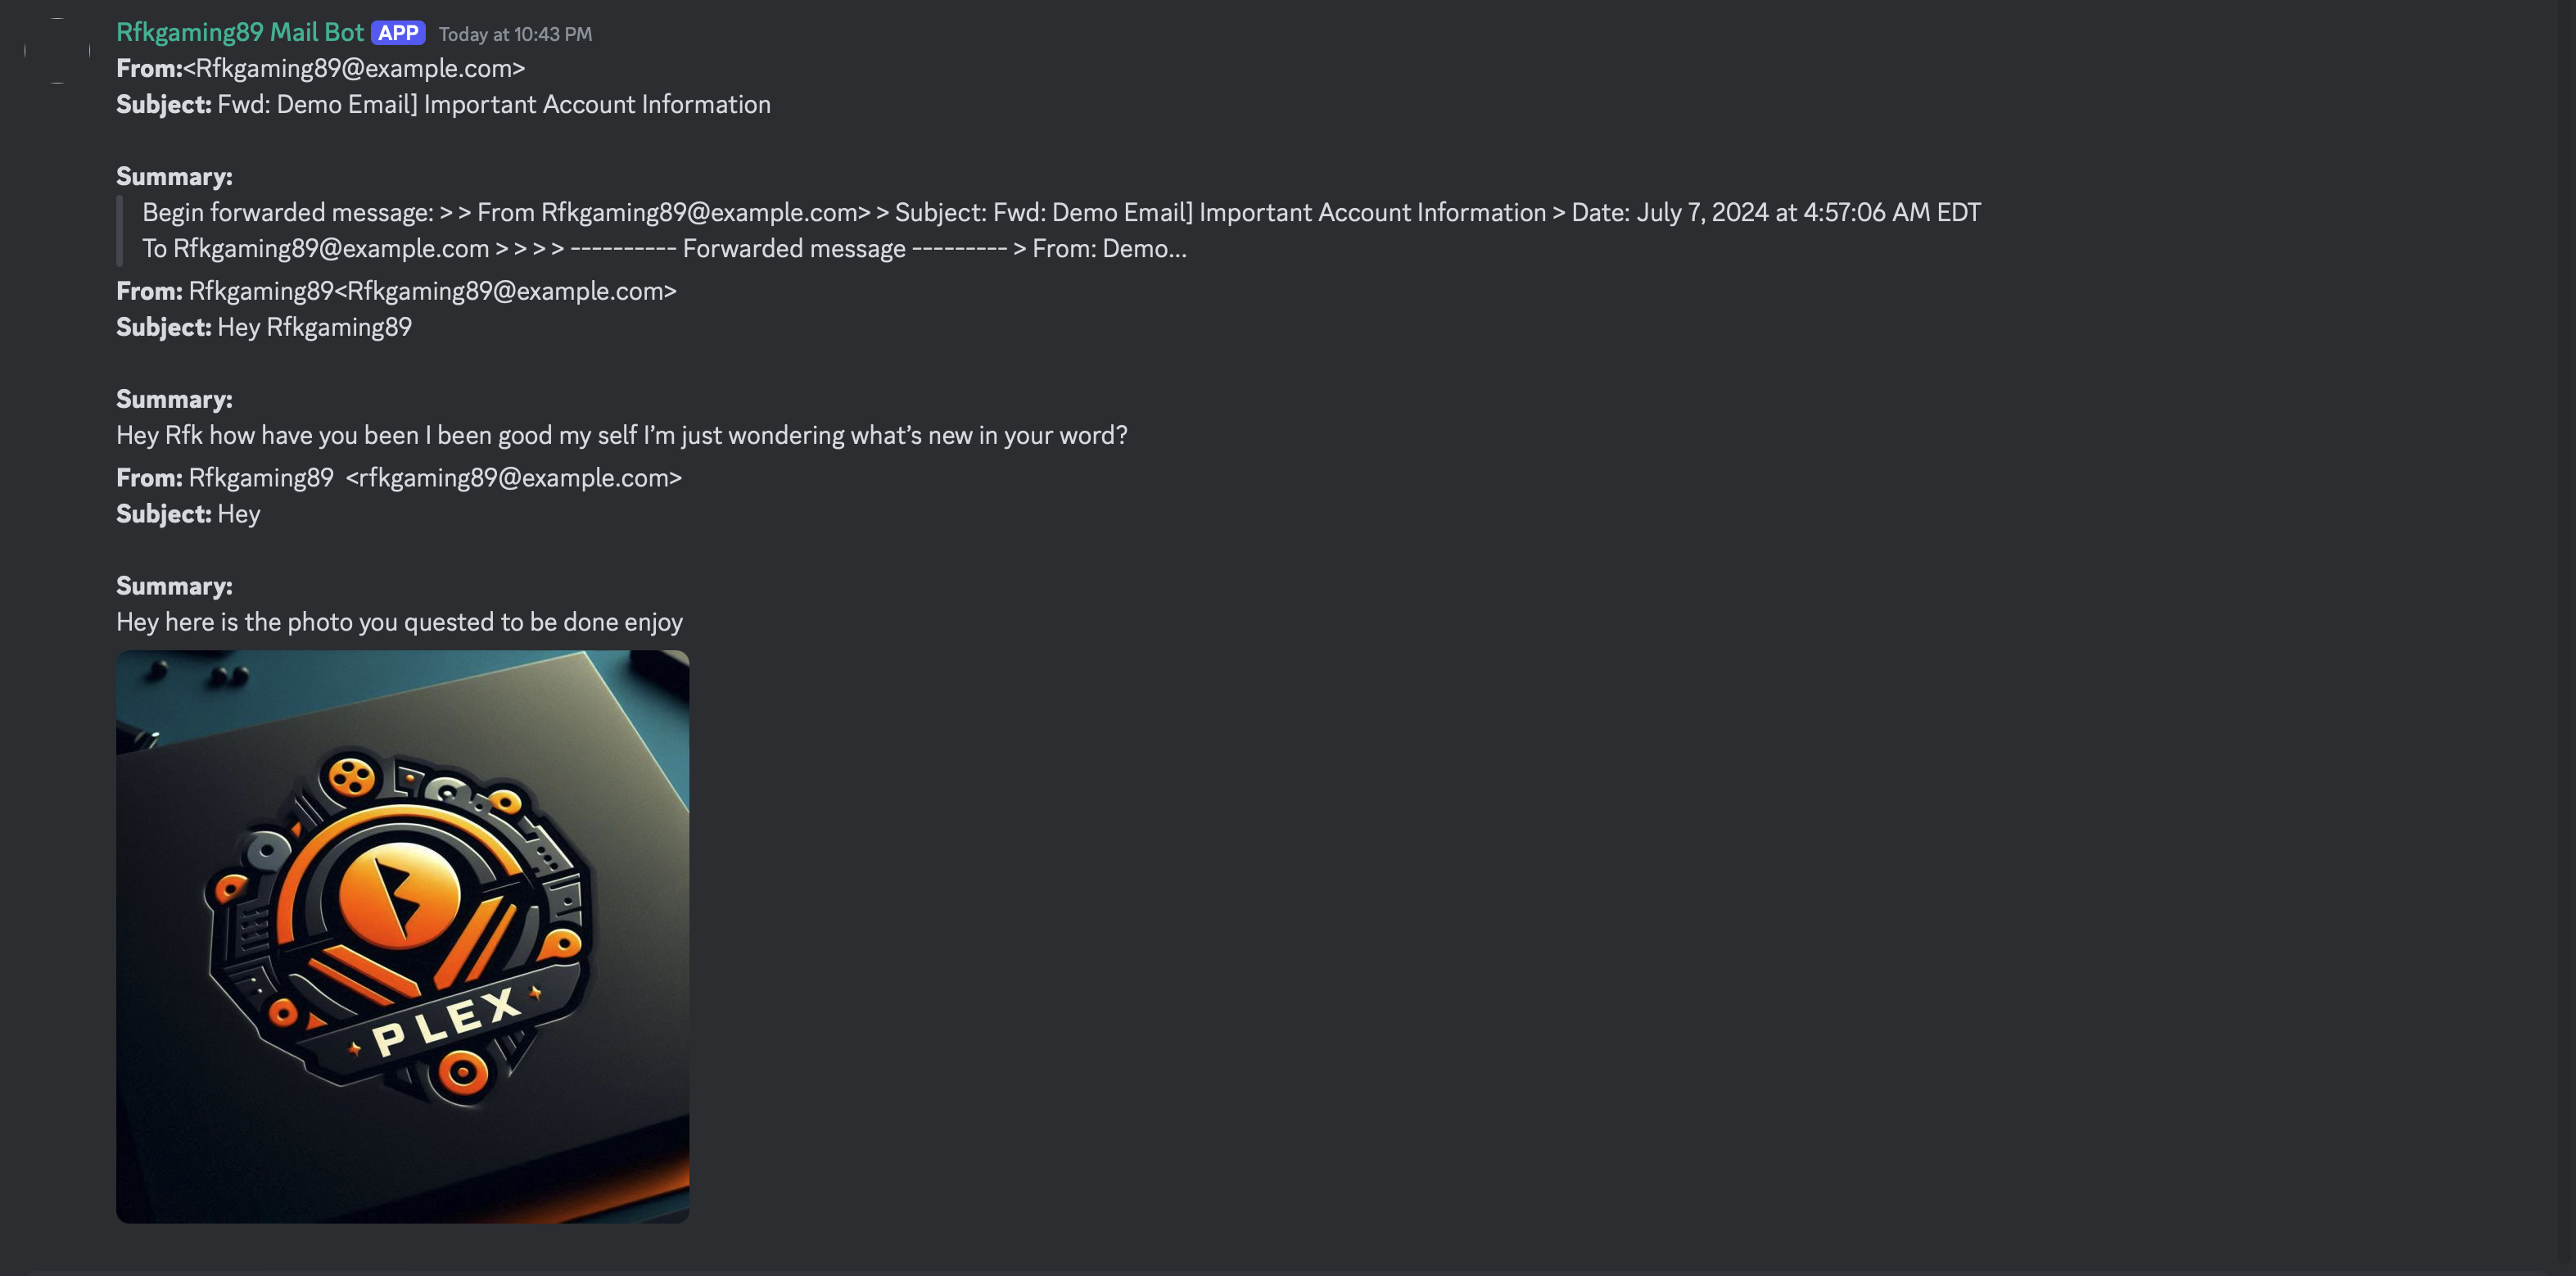 Rfkgaming89 Mail Bot APP Today at 10:43 PM
From:<Rfkgaming89@example.com>
Subject: Fwd: Demo Email] Important Account Information
Summary:
Begin forwarded message: > > From Rfkgaming89@example.com> > Subject: Fwd: Demo Email] Important Account Information > Date: July 7, 2024 at 4:57:06 AM EDT
To Rfkgaming89@example.com > > > > ---------- Forwarded message --------- > From: Demo...
From: Rfkgaming89<Rfkgaming89@example.com>
Subject: Hey Rfkgaming89
Summary:
Hey Rfk how have you been I been good my self I’m just wondering what’s new in your word?
From: Rfkgaming89 <rfkgaming89@example.com>
Subject: Hey
Summary:
Hey here is the photo you quested to be done enjoy
PLEX